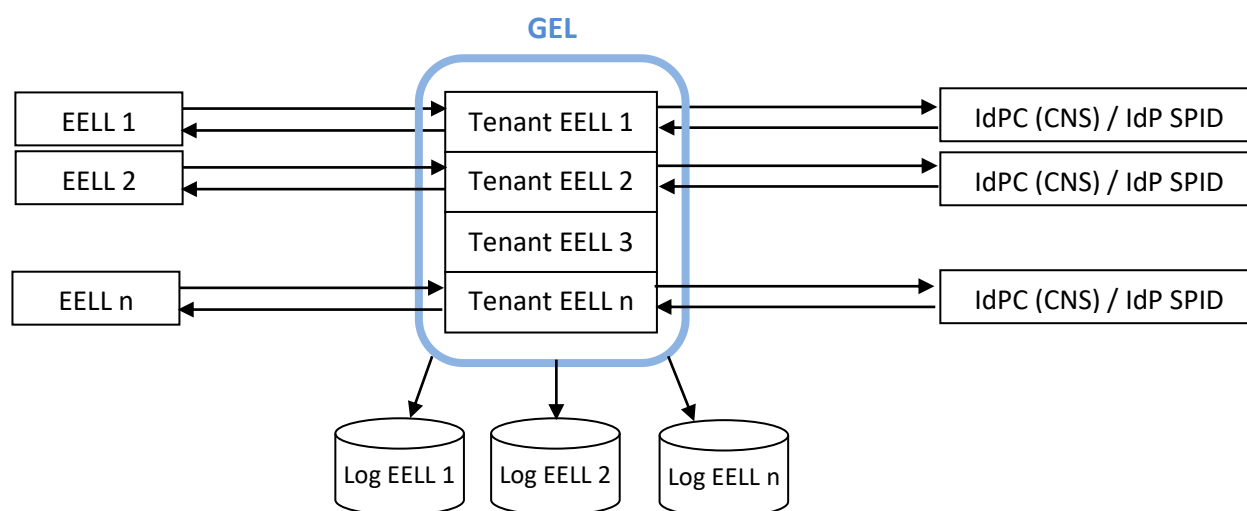 GEL
EELL 1
Tenant EELL 1
IdPC (CNS) / IdP SPID
EELL 2
Tenant EELL 2
IdPC (CNS) / IdP SPID
Tenant EELL 3
EELL n
Tenant EELL n
IdPC (CNS) / IdP SPID
Log EELL 1
Log EELL 2
Log EELL n